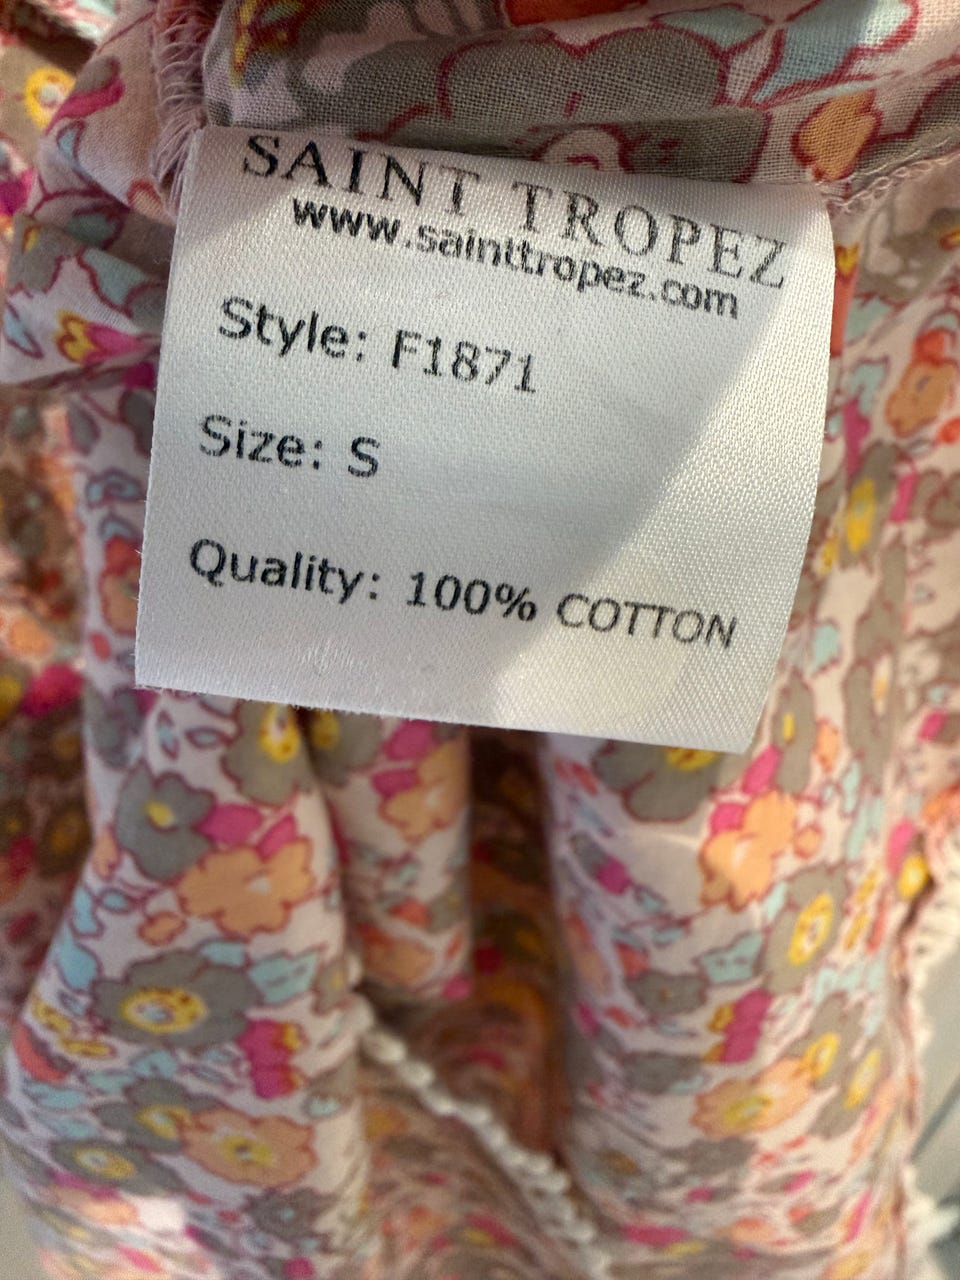 SAINT TROPEZ
www.sainttropez.com
Style: F1871
Size: S
Quality: 100% COTTON